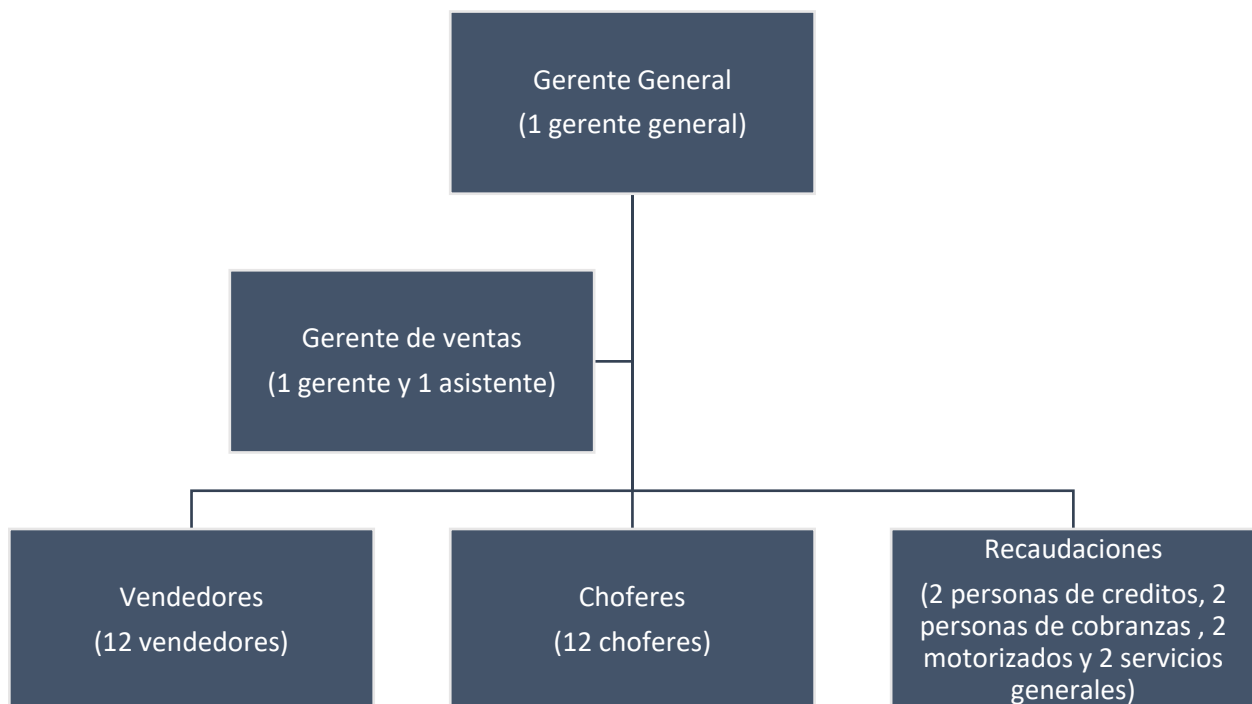 Gerente General
(1 gerente general)
Gerente de ventas
(1 gerente y 1 asistente)
Vendedores
(12 vendedores)
Choferes
(12 choferes)
Recaudaciones
(2 personas de creditos, 2
personas de cobranzas , 2
motorizados y 2 servicios
generales)